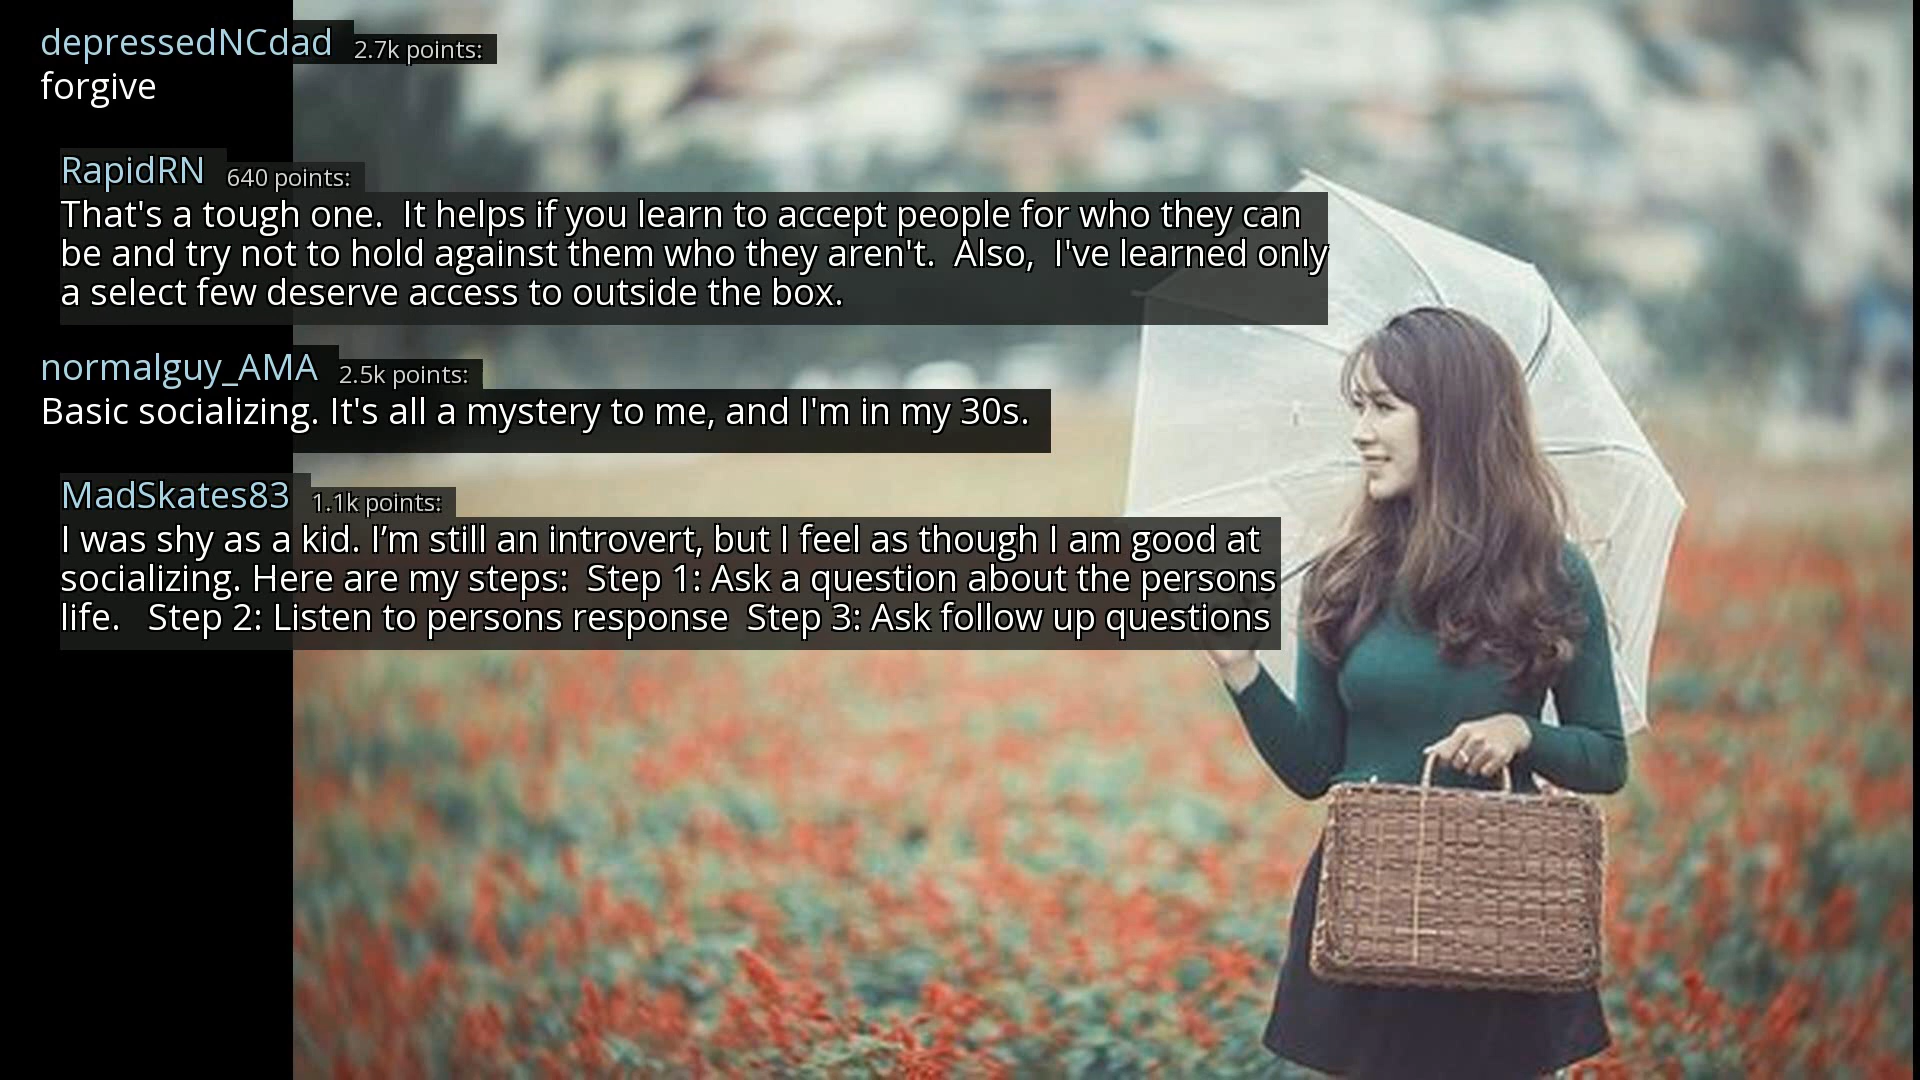 depressedNCdad 2.7k points:
forgive
RapidRN 640 points:
That's a tough one.  It helps if you learn to accept people for who they can
be and try not to hold against them who they aren't.  Also,  I've learned only
a select few deserve access to outside the box.
normalguy_AMA 2.5k points:
Basic socializing. It's all a mystery to me, and I'm in my 30s.
MadSkates83 1.1k points:
I was shy as a kid. I’m still an introvert, but I feel as though I am good at
socializing. Here are my steps:  Step 1: Ask a question about the persons
life.   Step 2: Listen to persons response  Step 3: Ask follow up questions